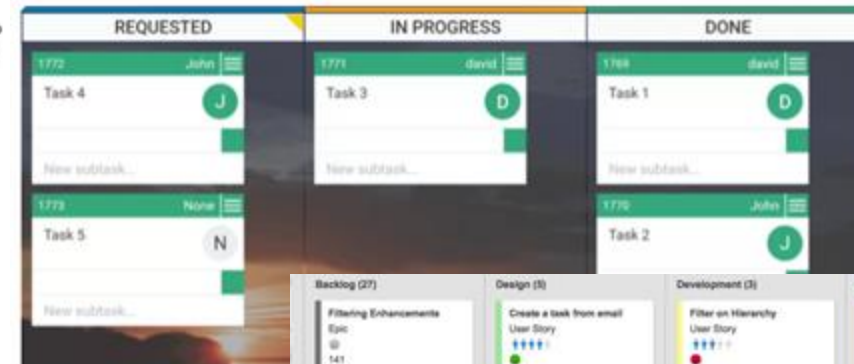 REQUESTED
IN PROGRESS
DONE
1772 John
Task 4
J
New subtask...
1773 None
Task 5
N
New subtask...
1771 david
Task 3
D
New subtask...
1769 david
Task 1
D
New subtask...
1770 John
Task 2
J
Backlog (27)
Filtering Enhancements
Epic
141
Design (5)
Create a task from email
User Story
Development (3)
Filter on Hierarchy
User Story